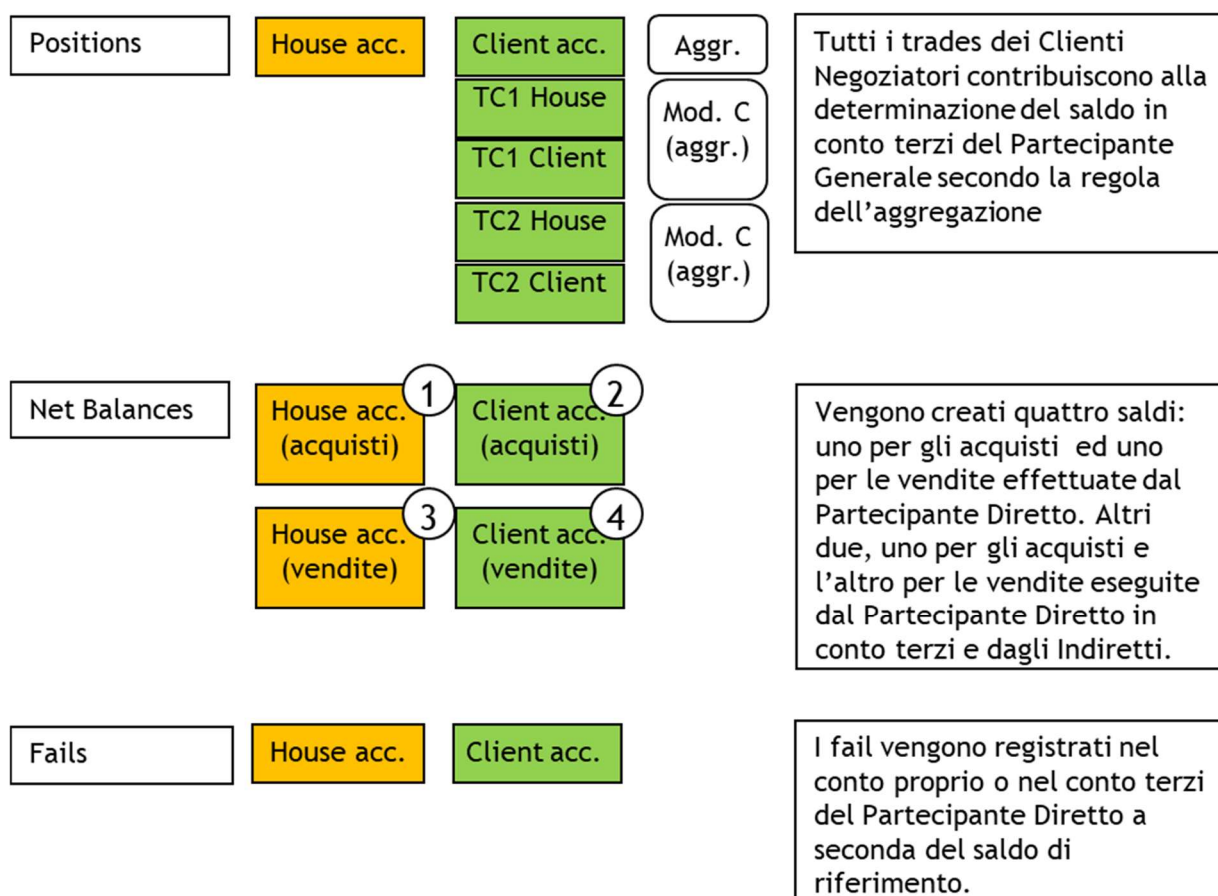 Positions
House acc.
Client acc.
Aggr.
TC1 House
TC1 Client
Mod. C
(aggr.)
TC2 House
TC2 Client
Mod. C
(aggr.)
Tutti i trades dei Clienti
Negoziatori contribuiscono alla
determinazione del saldo in
conto terzi del Partecipante
Generale secondo la regola
dell’aggregazione
Net Balances
House acc.
(acquisti)
1
Client acc.
(acquisti)
2
House acc.
(vendite)
3
Client acc.
(vendite)
4
Vengono creati quattro saldi:
uno per gli acquisti ed uno
per le vendite effettuate dal
Partecipante Diretto. Altri
due, uno per gli acquisti e
l’altro per le vendite eseguite
dal Partecipante Diretto in
conto terzi e dagli Indiretti.
Fails
House acc.
Client acc.
I fail vengono registrati nel
conto proprio o nel conto terzi
del Partecipante Diretto a
seconda del saldo di
riferimento.